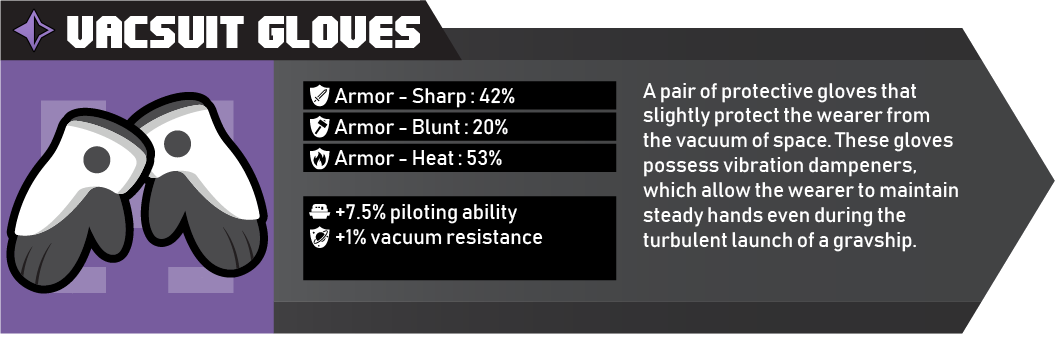 VACSUIT GLOVES
Armor - Sharp : 42%
Armor - Blunt : 20%
Armor - Heat : 53%
+7.5% piloting ability
+1% vacuum resistance
A pair of protective gloves that
slightly protect the wearer from
the vacuum of space. These gloves
possess vibration dampeners,
which allow the wearer to maintain
steady hands even during the
turbulent launch of a gravship.